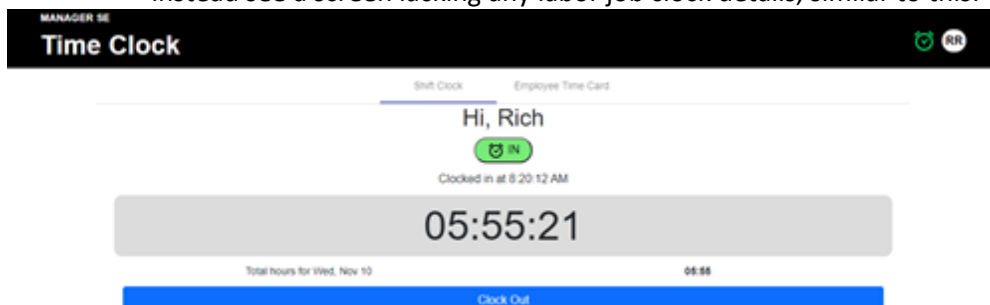 instead see a screen lacking any labor job clock details, similar to this:
MANAGER SE
Time Clock
RR
Shift Clock Employee Time Card
Hi, Rich
IN
Clocked in at 8:20:12 AM
05:55:21
Total hours for Wed, Nov 10 05:55
Clock Out